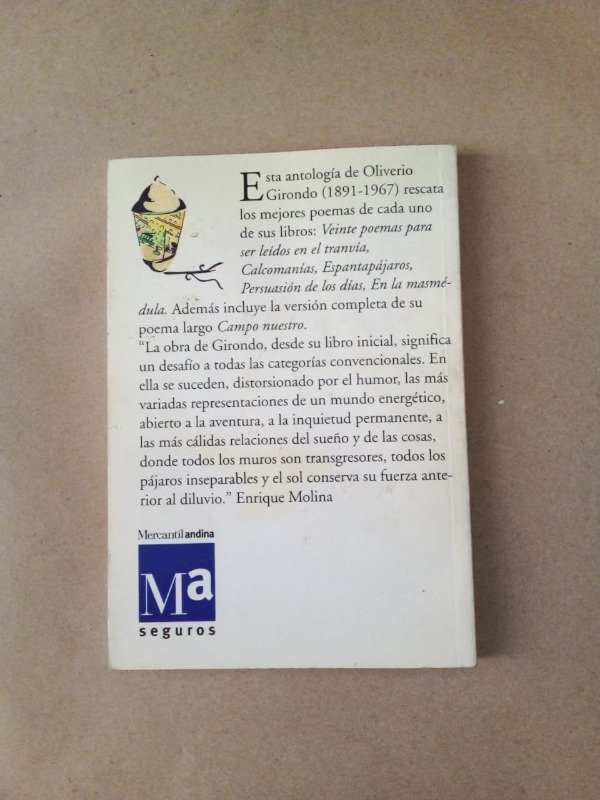 Esta antología de Oliverio
Girondo (1891-1967) rescata
los mejores poemas de cada uno
de sus libros: Veinte poemas para
ser leídos en el tranvía,
Calcomanías, Espantapájaros,
Persuasión de los días, En la masmé-
dula. Además incluye la versión completa de su
poema largo Campo nuestro.
“La obra de Girondo, desde su libro inicial, significa
un desafío a todas las categorías convencionales. En
ella se suceden, distorsionado por el humor, las más
variadas representaciones de un mundo energético,
abierto a la aventura, a la inquietud permanente, a
las más cálidas relaciones del sueño y de las cosas,
donde todos los muros son transgresores, todos los
pájaros inseparables y el sol conserva su fuerza ante-
rior al diluvio.” Enrique Molina
Mercantil andina
Ma
seguros